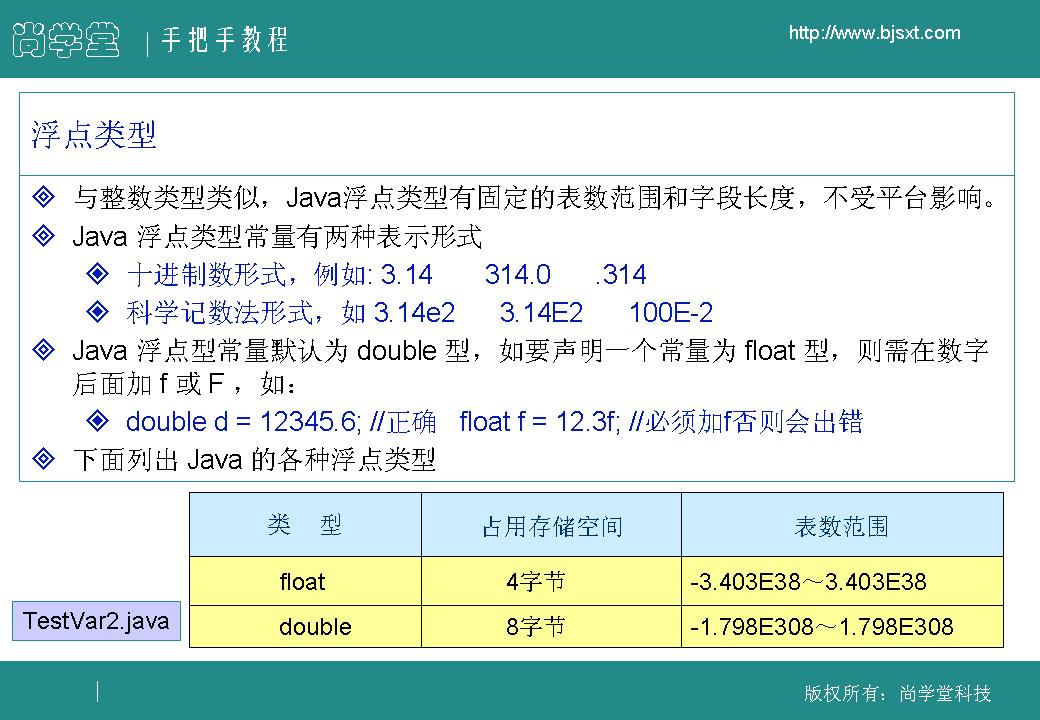 尚学堂 | 手把手教程
http://www.bjsxt.com
浮点类型
与整数类型类似，Java浮点类型有固定的表数范围和字段长度，不受平台影响。
Java 浮点类型常量有两种表示形式
十进制数形式，例如: 3.14 314.0 .314
科学记数法形式，如 3.14e2 3.14E2 100E-2
Java 浮点型常量默认为 double 型，如要声明一个常量为 float 型，则需在数字
后面加 f 或 F ，如：
double d = 12345.6; //正确 float f = 12.3f; //必须加f否则会出错
下面列出 Java 的各种浮点类型
类 型 占用存储空间 表数范围
float 4字节 -3.403E38～3.403E38
double 8字节 -1.798E308～1.798E308
TestVar2.java
版权所有：尚学堂科技